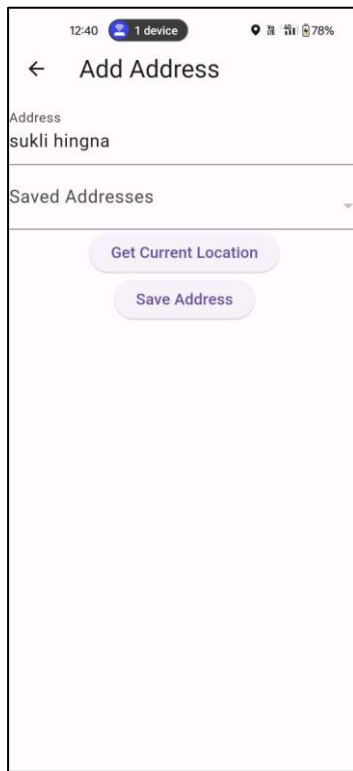 12:40 1 device 78%
Add Address
Address
sukli hingna
Saved Addresses
Get Current Location
Save Address